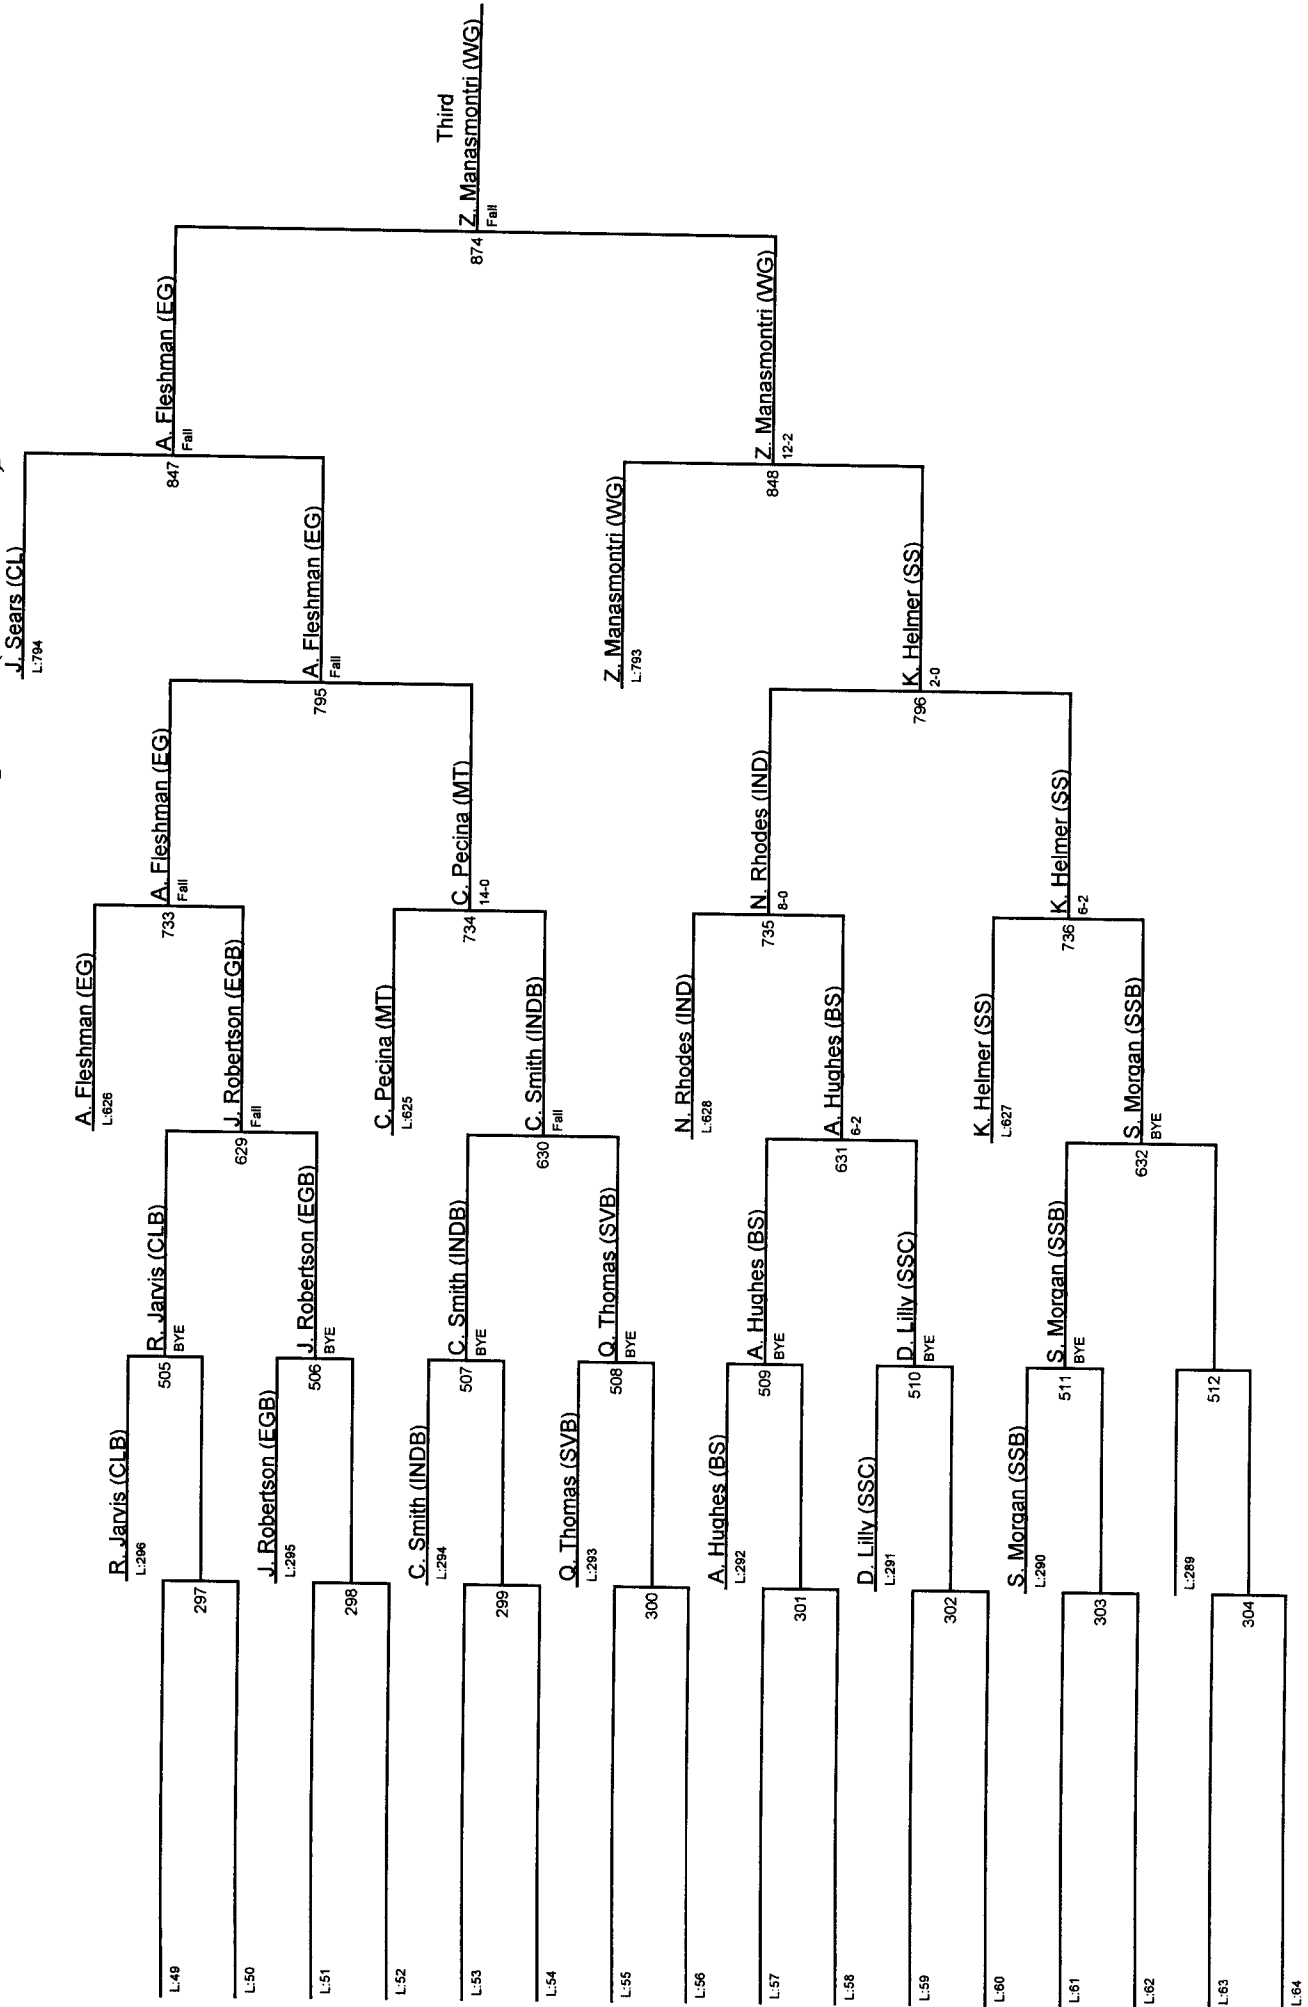 L:49
L:50
L:51
L:52
L:53
L:54
L:55
L:56
L:57
L:58
L:59
L:60
L:61
L:62
L:63
L:64
R. Jarvis (CLB)
L:296
297
J. Robertson (EGB)
L:295
298
C. Smith (INDB)
L:294
299
Q. Thomas (SVB)
L:293
300
A. Hughes (BS)
L:292
301
D. Lilly (SSC)
L:291
302
S. Morgan (SSB)
L:290
303
L:289
304
R. Jarvis (CLB)
505
BYE
J. Robertson (EGB)
506
BYE
C. Smith (INDB)
507
BYE
Q. Thomas (SVB)
508
BYE
A. Hughes (BS)
509
BYE
D. Lilly (SSC)
510
BYE
S. Morgan (SSB)
511
BYE
512
A. Fleshman (EG)
L:626
J. Robertson (EGB)
629
Fall
C. Pecina (MT)
L:625
C. Smith (INDB)
630
Fall
N. Rhodes (IND)
L:628
A. Hughes (BS)
631
6-2
K. Helmer (SS)
L:627
S. Morgan (SSB)
632
BYE
A. Fleshman (EG)
733
Fall
C. Pecina (MT)
734
14-0
N. Rhodes (IND)
735
8-0
K. Helmer (SS)
736
6-2
J. Sears (CL)
L:794
A. Fleshman (EG)
795
Fall
Z. Manasmontri (WG)
L:793
K. Helmer (SS)
796
2-0
A. Fleshman (EG)
847
Fall
Z. Manasmontri (WG)
848
12-2
Third
Z. Manasmontri (WG)
874
Fall